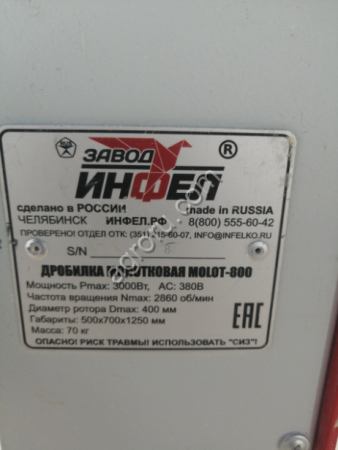 ЗАВОД
ИНФЕЛ ®
сделано в РОССИИ made in RUSSIA
ЧЕЛЯБИНСК ИНФЕЛ.РФ 8(800) 555-60-42
ПРОВЕРЕНО! ОТДЕЛ ОТК: (351) 215-60-07, INFO@INFELKO.RU
S/N
ДРОБИЛКА МОЛОТКОВАЯ MOLOT-800
Мощность Pmax: 3000Вт, AC: 380В
Частота вращения Nmax: 2860 об/мин
Диаметр ротора Dmax: 400 мм
Габариты: 500x700x1250 мм
Масса: 70 кг
EAC
ОПАСНО! РИСК ТРАВМЫ! ИСПОЛЬЗОВАТЬ "СИЗ"!